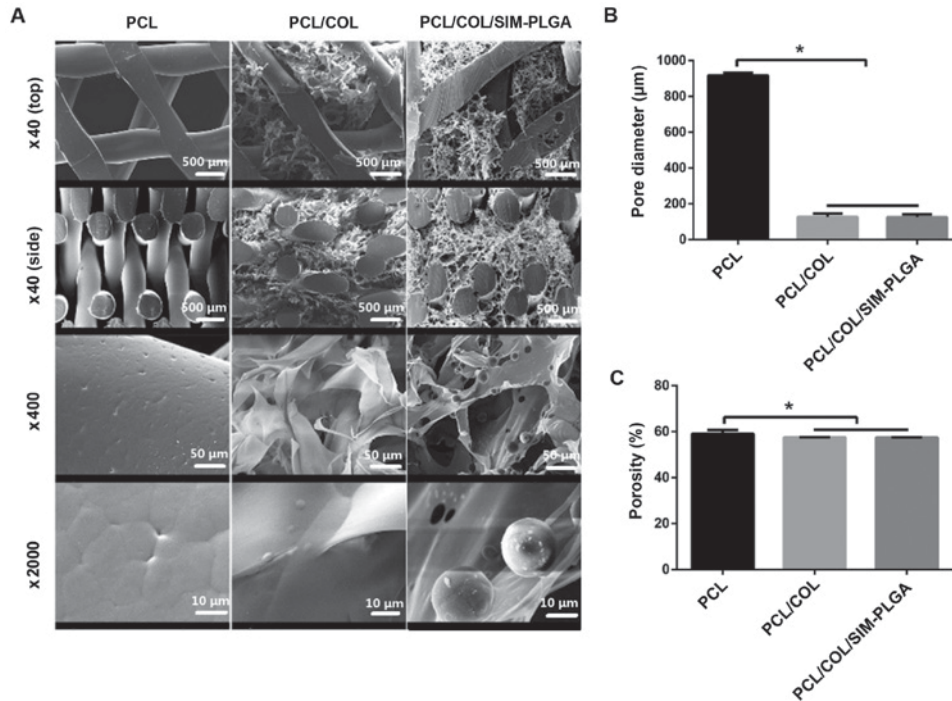 A
PCL
PCL/COL
PCL/COL/SIM-PLGA
x40 (top)
500 µm
500 µm
500 µm
x40 (side)
500 µm
500 µm
500 µm
x400
50 µm
50 µm
50 µm
x2000
10 µm
10 µm
10 µm
B
*
Pore diameter (µm)
1000
800
600
400
200
0
PCL
PCL/COL
PCL/COL/SIM-PLGA
C
*
Porosity (%)
80
60
40
20
0
PCL
PCL/COL
PCL/COL/SIM-PLGA